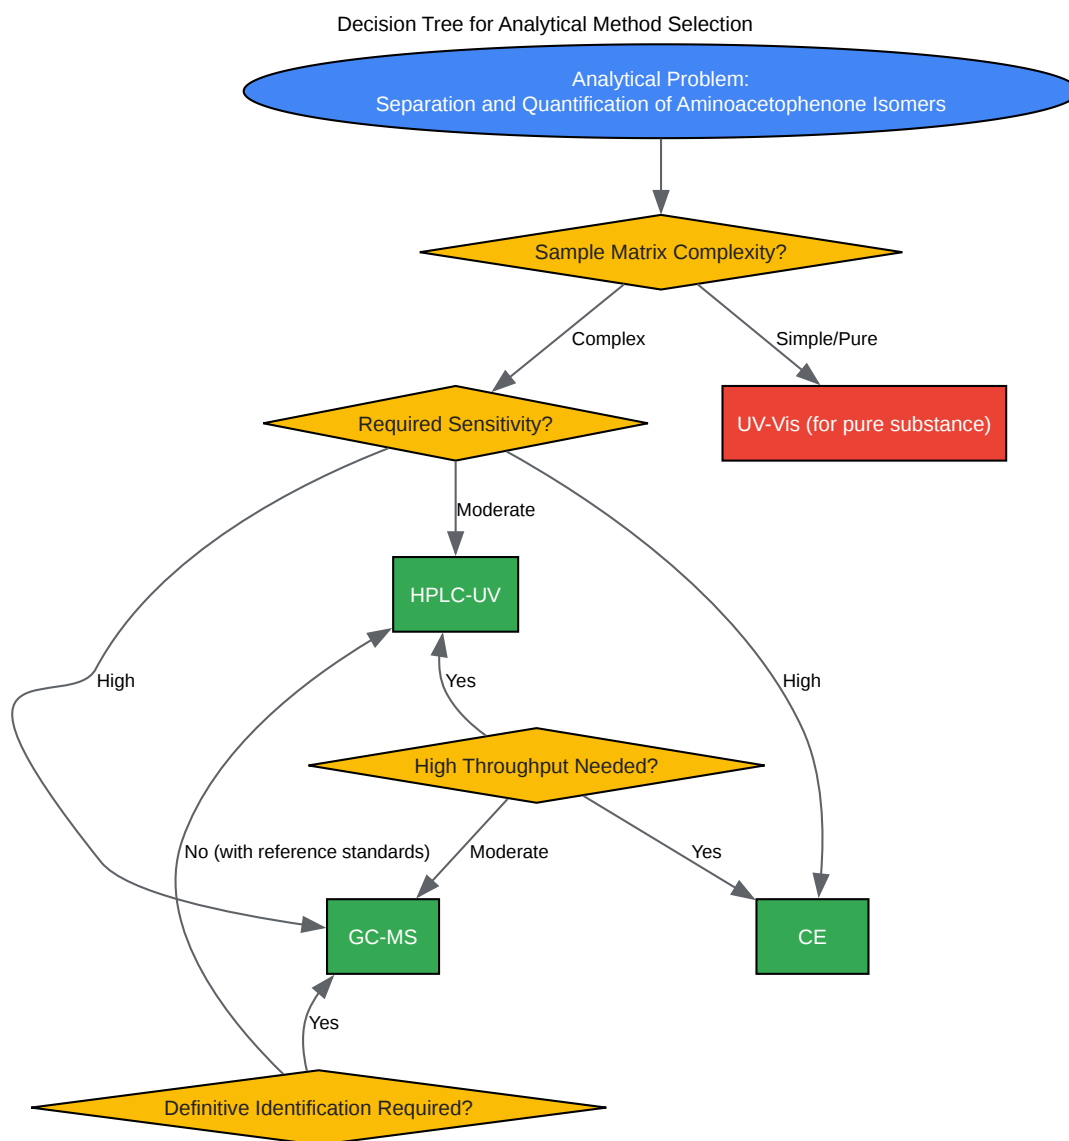 Decision Tree for Analytical Method Selection
Analytical Problem:
Separation and Quantification of Aminoacetophenone Isomers
Sample Matrix Complexity?
Complex
Simple/Pure
Required Sensitivity?
UV-Vis (for pure substance)
Moderate
HPLC-UV
High
Yes
High
High Throughput Needed?
No (with reference standards)
Moderate
Yes
GC-MS
CE
Yes
Definitive Identification Required?